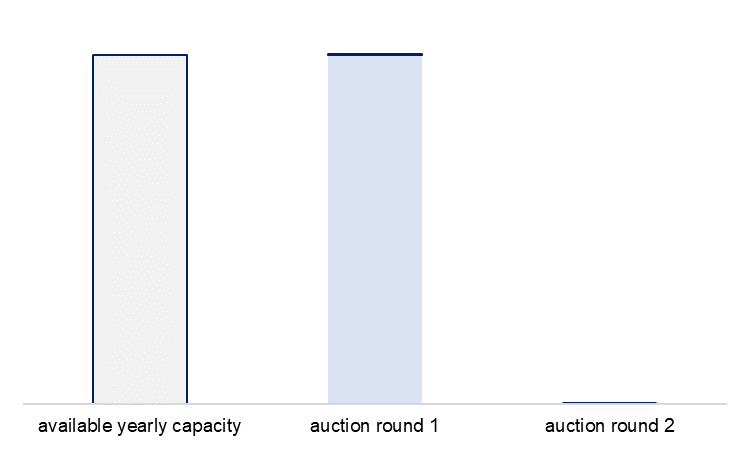 available yearly capacity
auction round 1
auction round 2